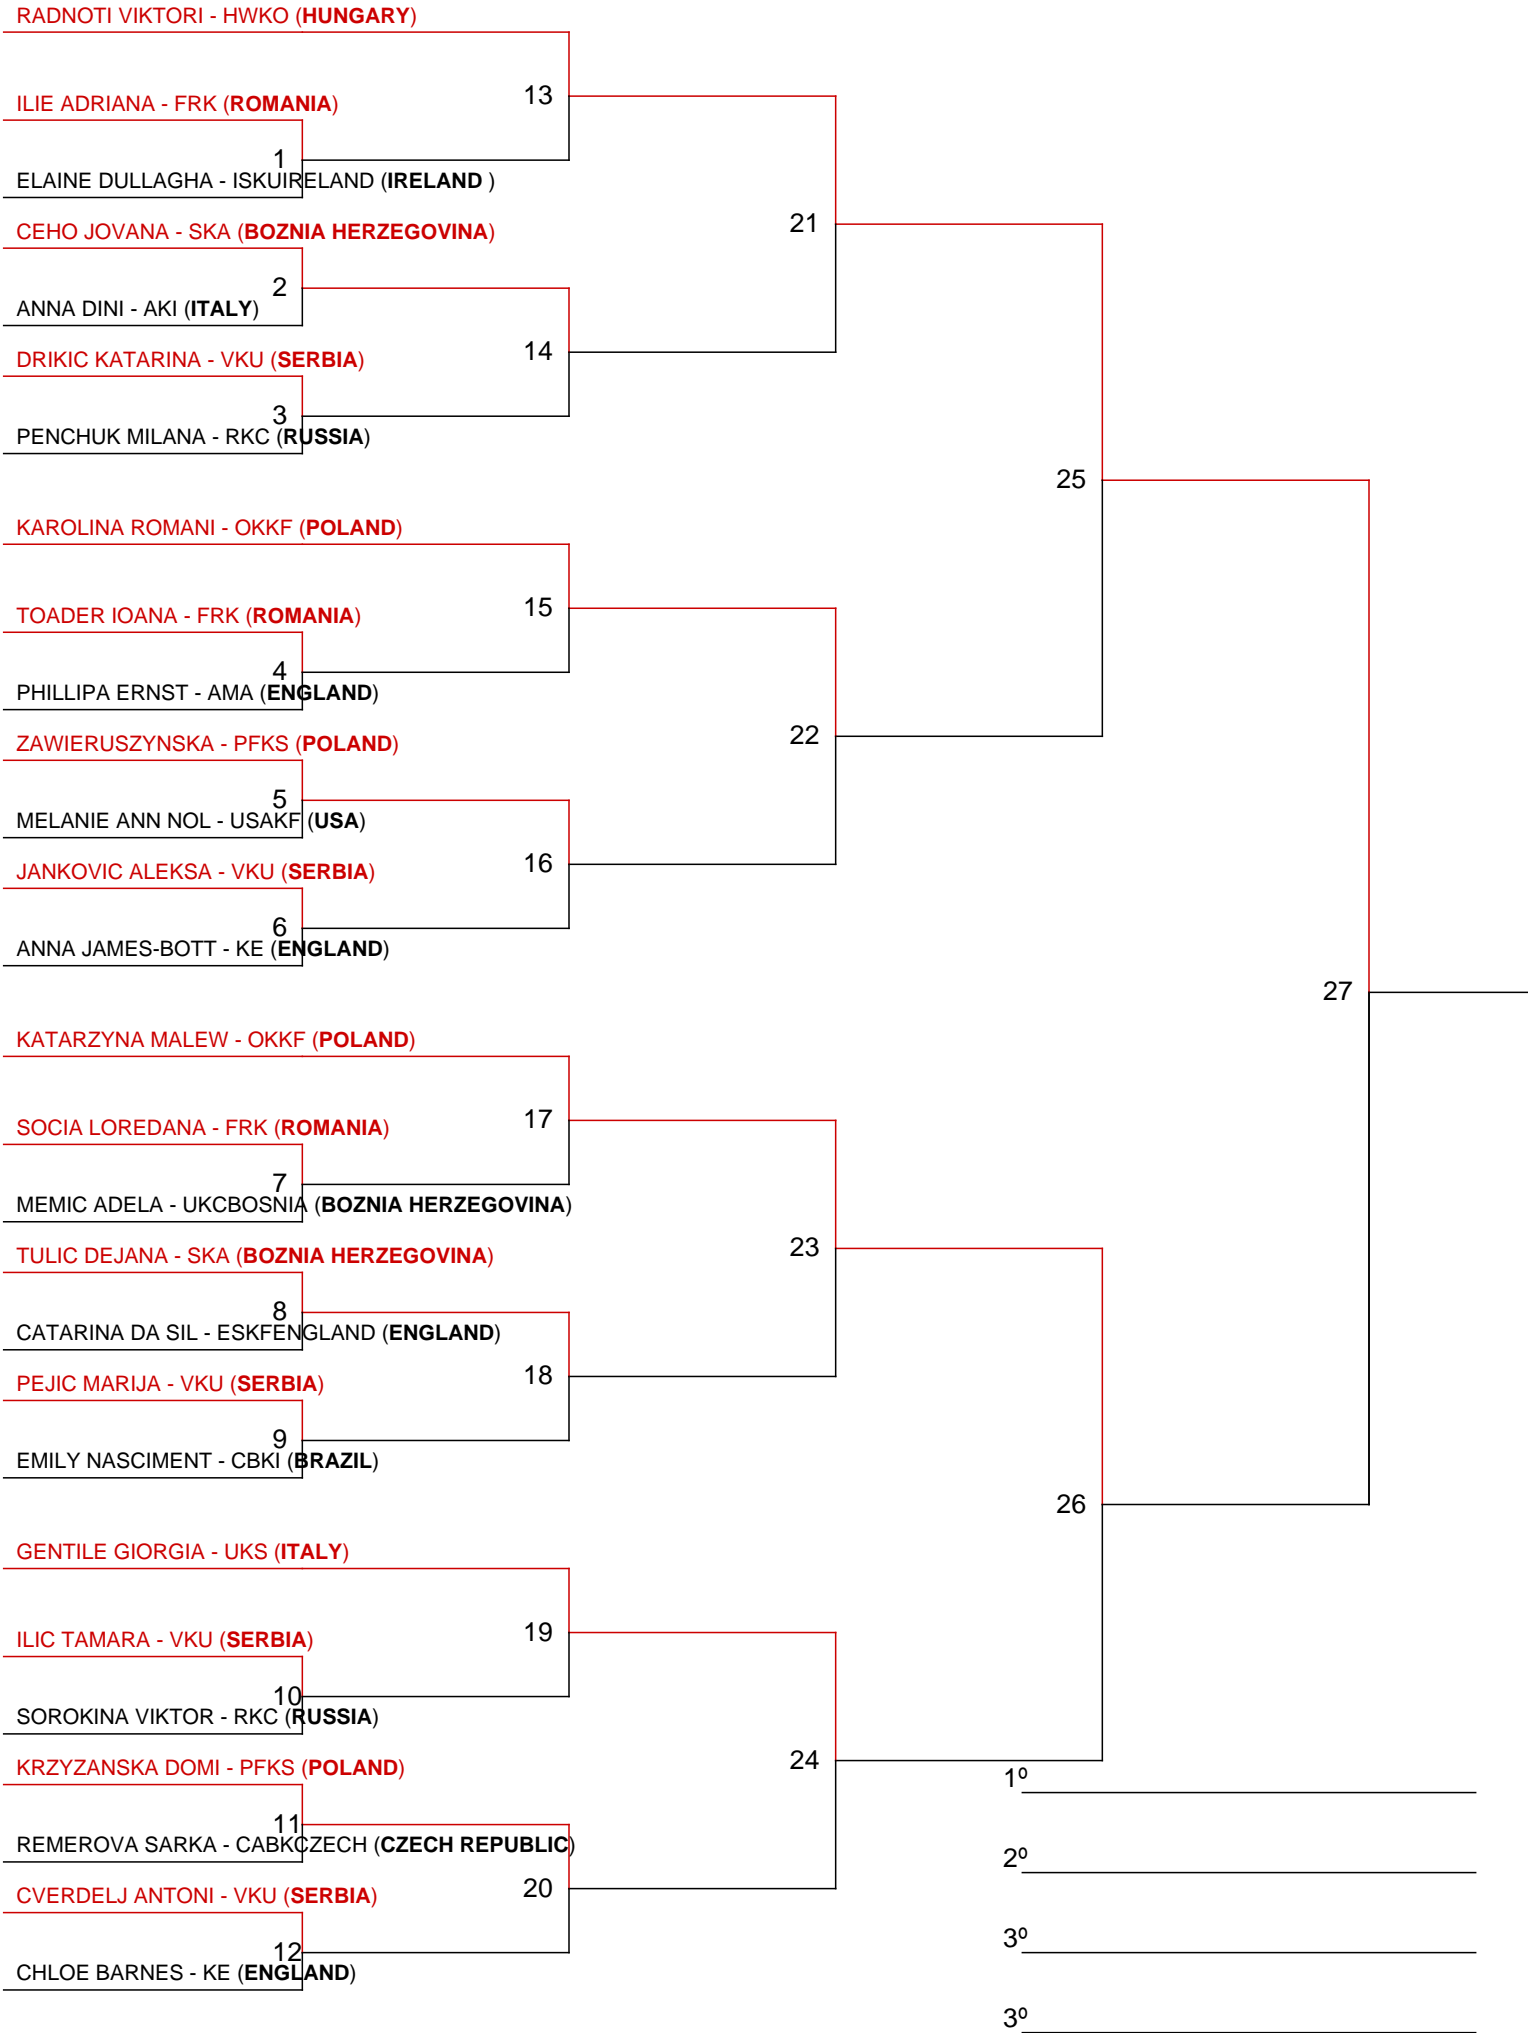 RADNOTI VIKTORI - HWKO (HUNGARY)
13
ILIE ADRIANA - FRK (ROMANIA)
1
ELAINE DULLAGHA - ISKUIRELAND (IRELAND )
CEHO JOVANA - SKA (BOZNIA HERZEGOVINA)
21
2
ANNA DINI - AKI (ITALY)
14
DRIKIC KATARINA - VKU (SERBIA)
3
PENCHUK MILANA - RKC (RUSSIA)
25
KAROLINA ROMANI - OKKF (POLAND)
15
TOADER IOANA - FRK (ROMANIA)
4
PHILLIPA ERNST - AMA (ENGLAND)
22
ZAWIERUSZYNSKA - PFKS (POLAND)
5
MELANIE ANN NOL - USAKF (USA)
16
JANKOVIC ALEKSA - VKU (SERBIA)
6
ANNA JAMES-BOTT - KE (ENGLAND)
27
KATARZYNA MALEW - OKKF (POLAND)
17
SOCIA LOREDANA - FRK (ROMANIA)
7
MEMIC ADELA - UKCBOSNIA (BOZNIA HERZEGOVINA)
23
TULIC DEJANA - SKA (BOZNIA HERZEGOVINA)
8
CATARINA DA SIL - ESKFENGLAND (ENGLAND)
18
PEJIC MARIJA - VKU (SERBIA)
9
EMILY NASCIMENT - CBKI (BRAZIL)
26
GENTILE GIORGIA - UKS (ITALY)
19
ILIC TAMARA - VKU (SERBIA)
10
SOROKINA VIKTOR - RKC (RUSSIA)
24
KRZYZANSKA DOMI - PFKS (POLAND)
1º
11
REMEROVA SARKA - CABKCZECH (CZECH REPUBLIC)
2º
20
CVERDELJ ANTONI - VKU (SERBIA)
3º
12
CHLOE BARNES - KE (ENGLAND)
3º